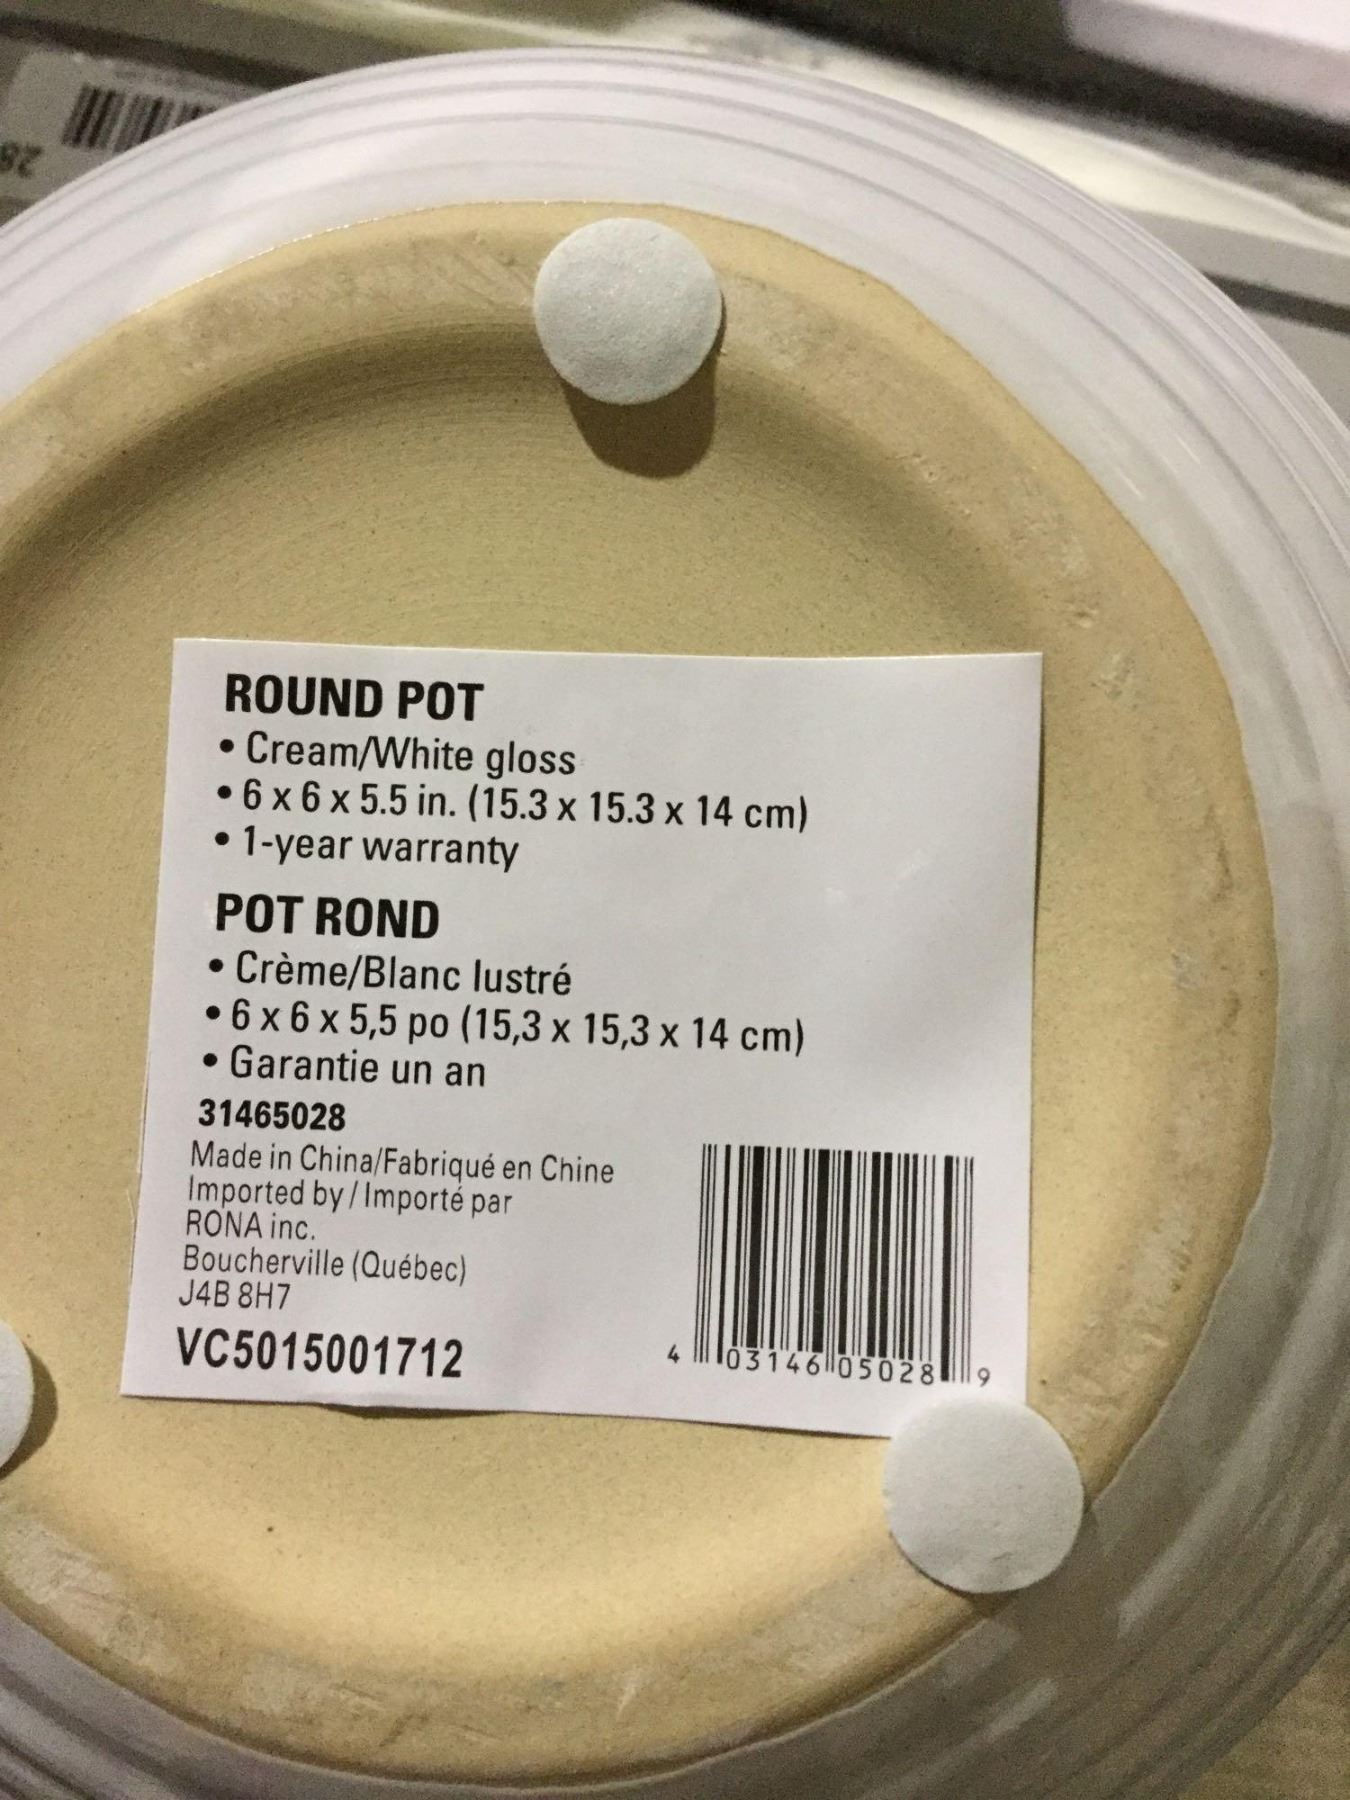 ROUND POT
• Cream/White gloss
• 6 x 6 x 5.5 in. (15.3 x 15.3 x 14 cm)
• 1-year warranty
POT ROND
• Crème/Blanc lustré
• 6 x 6 x 5,5 po (15,3 x 15,3 x 14 cm)
• Garantie un an
31465028
Made in China/Fabriqué en Chine
Imported by / Importé par
RONA inc.
Boucherville (Québec)
J4B 8H7
VC5015001712
4 03146 05028 9